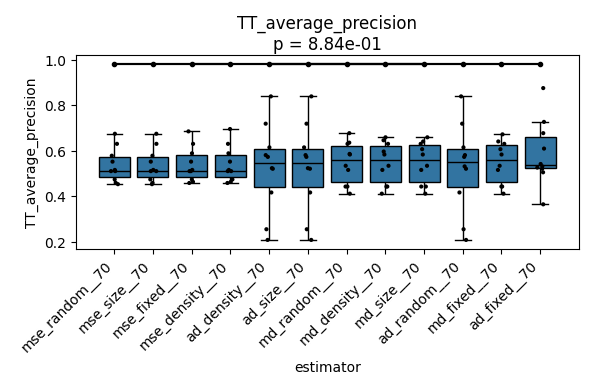 TT_average_precision
p = 8.84e-01
TT_average_precision
1.0
0.8
0.6
0.4
0.2
mse_random__70
mse_size__70
mse_fixed__70
mse_density__70
ad_density__70
ad_size__70
md_random__70
md_density__70
md_size__70
ad_random__70
md_fixed__70
ad_fixed__70
estimator